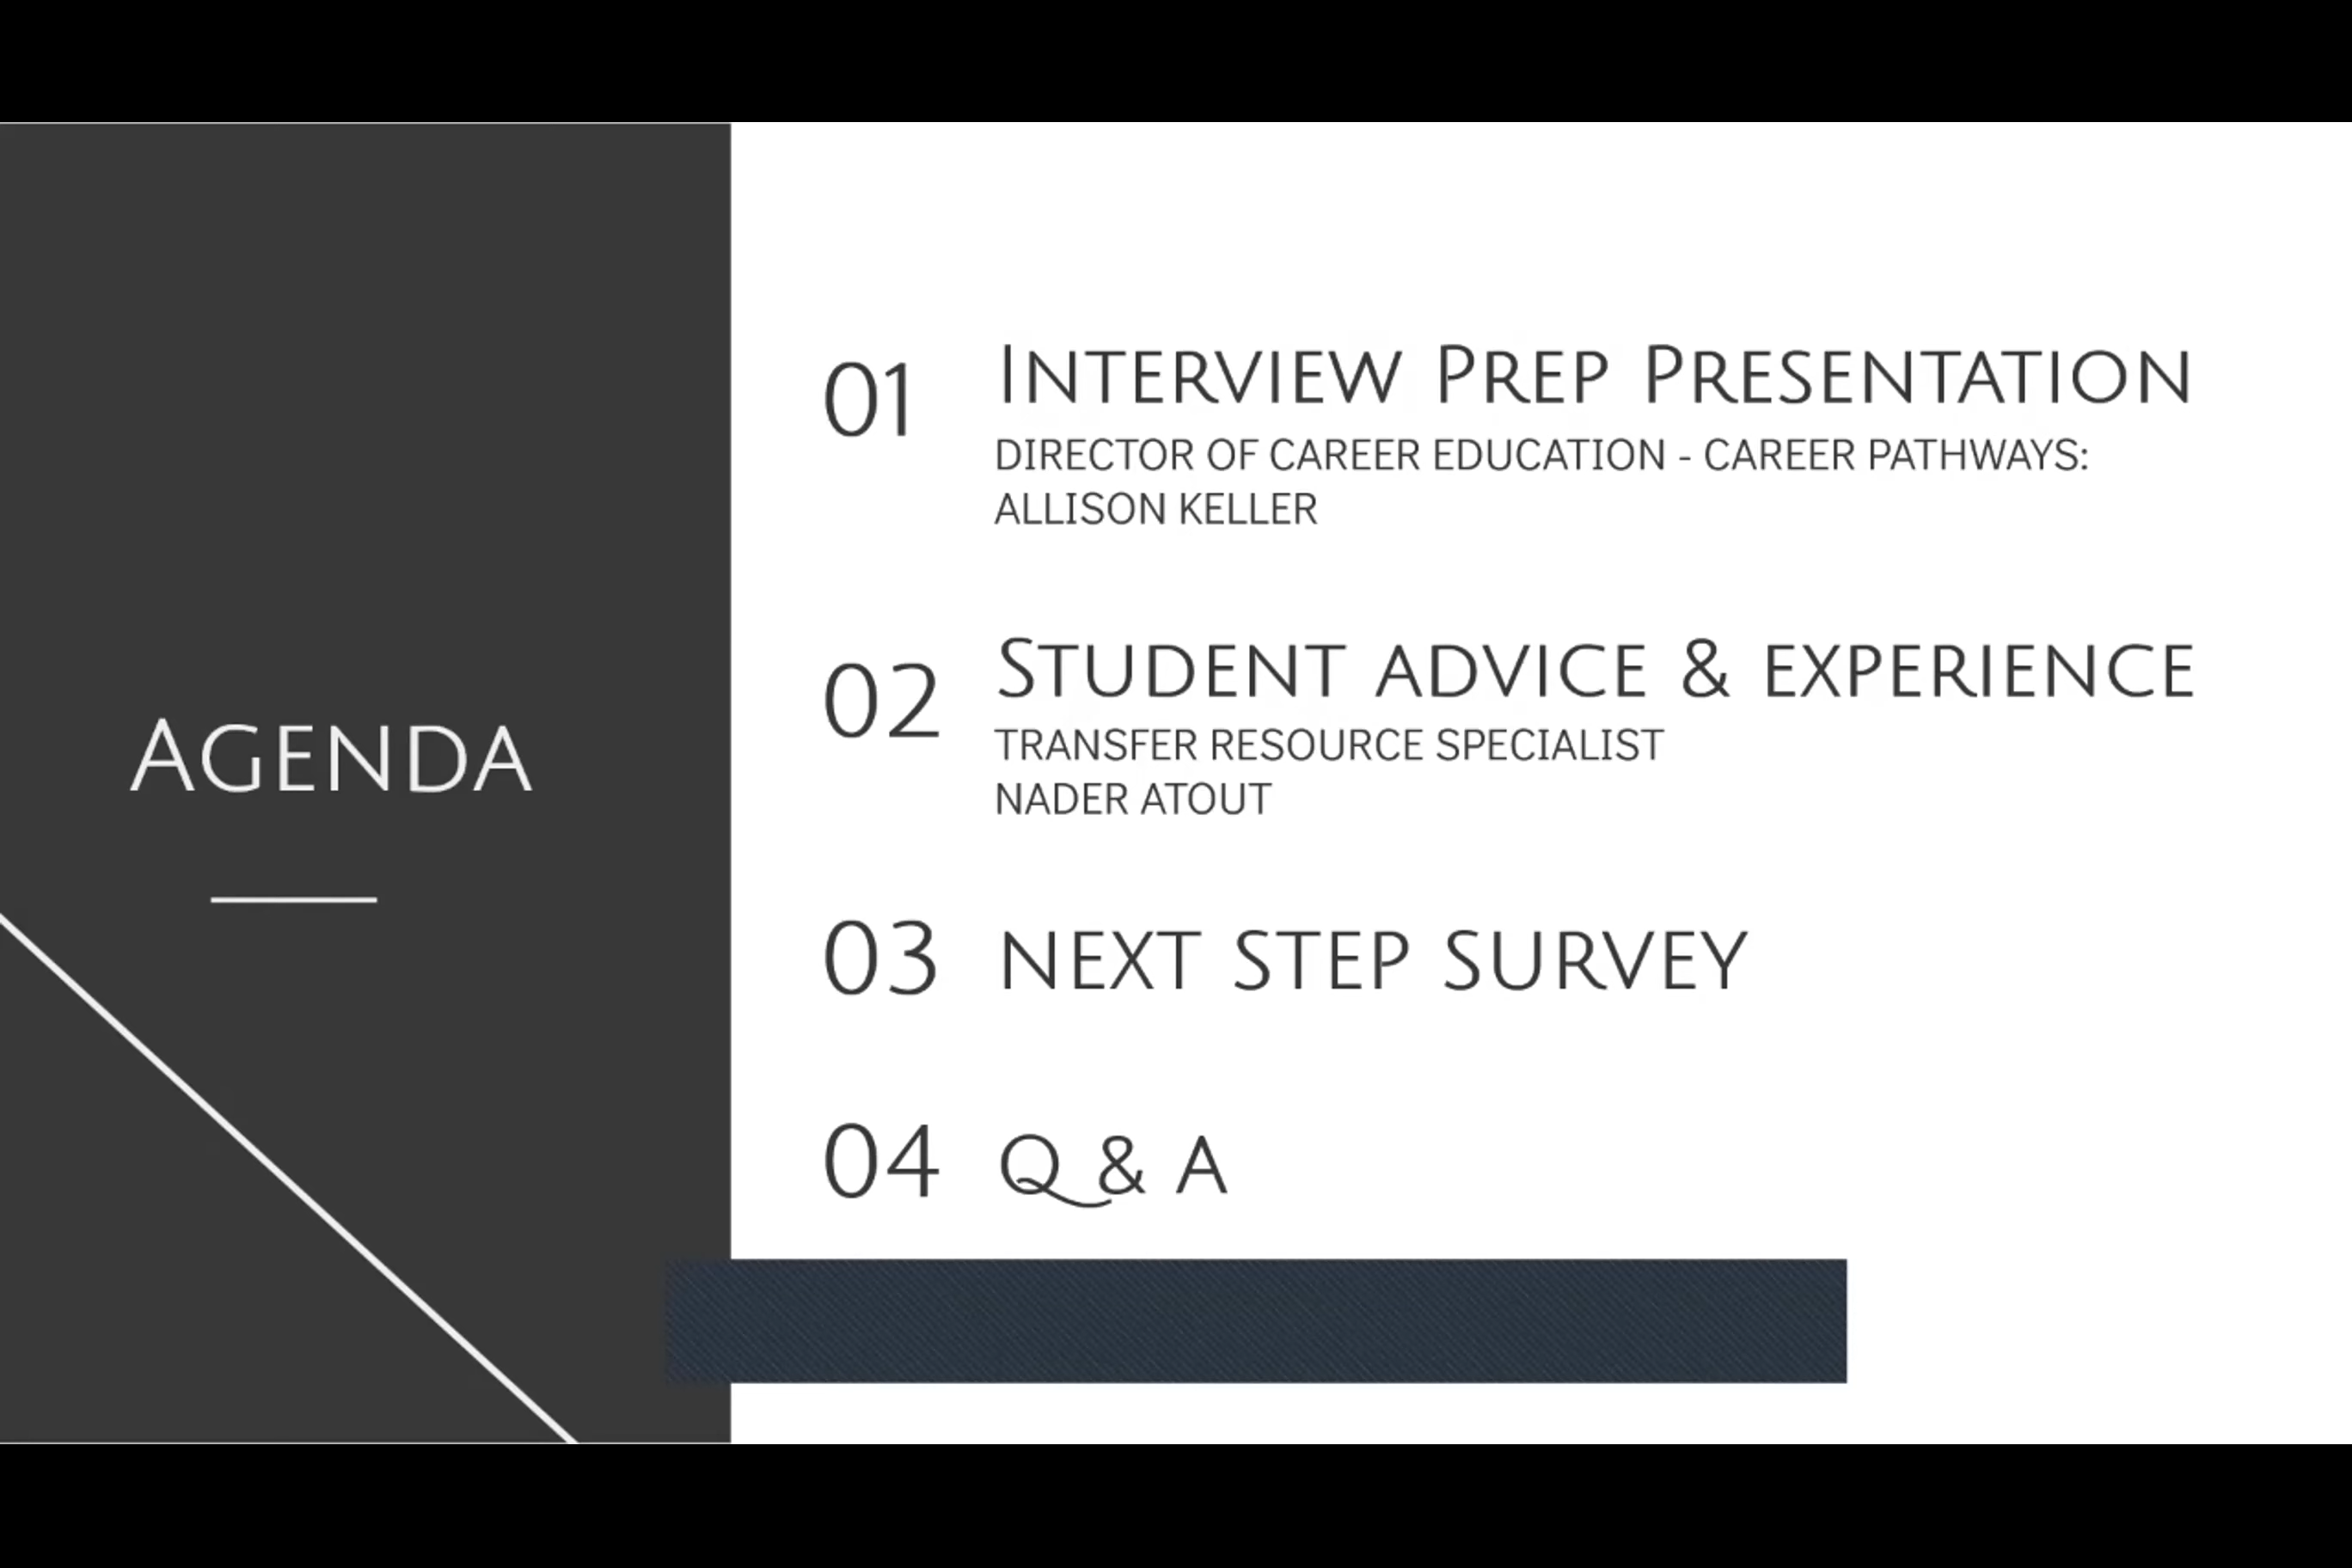 Agenda
01
Interview Prep Presentation
DIRECTOR OF CAREER EDUCATION - CAREER PATHWAYS:
ALLISON KELLER
02
Student advice & experience
TRANSFER RESOURCE SPECIALIST
NADER ATOUT
03
next step survey
04
Q & A